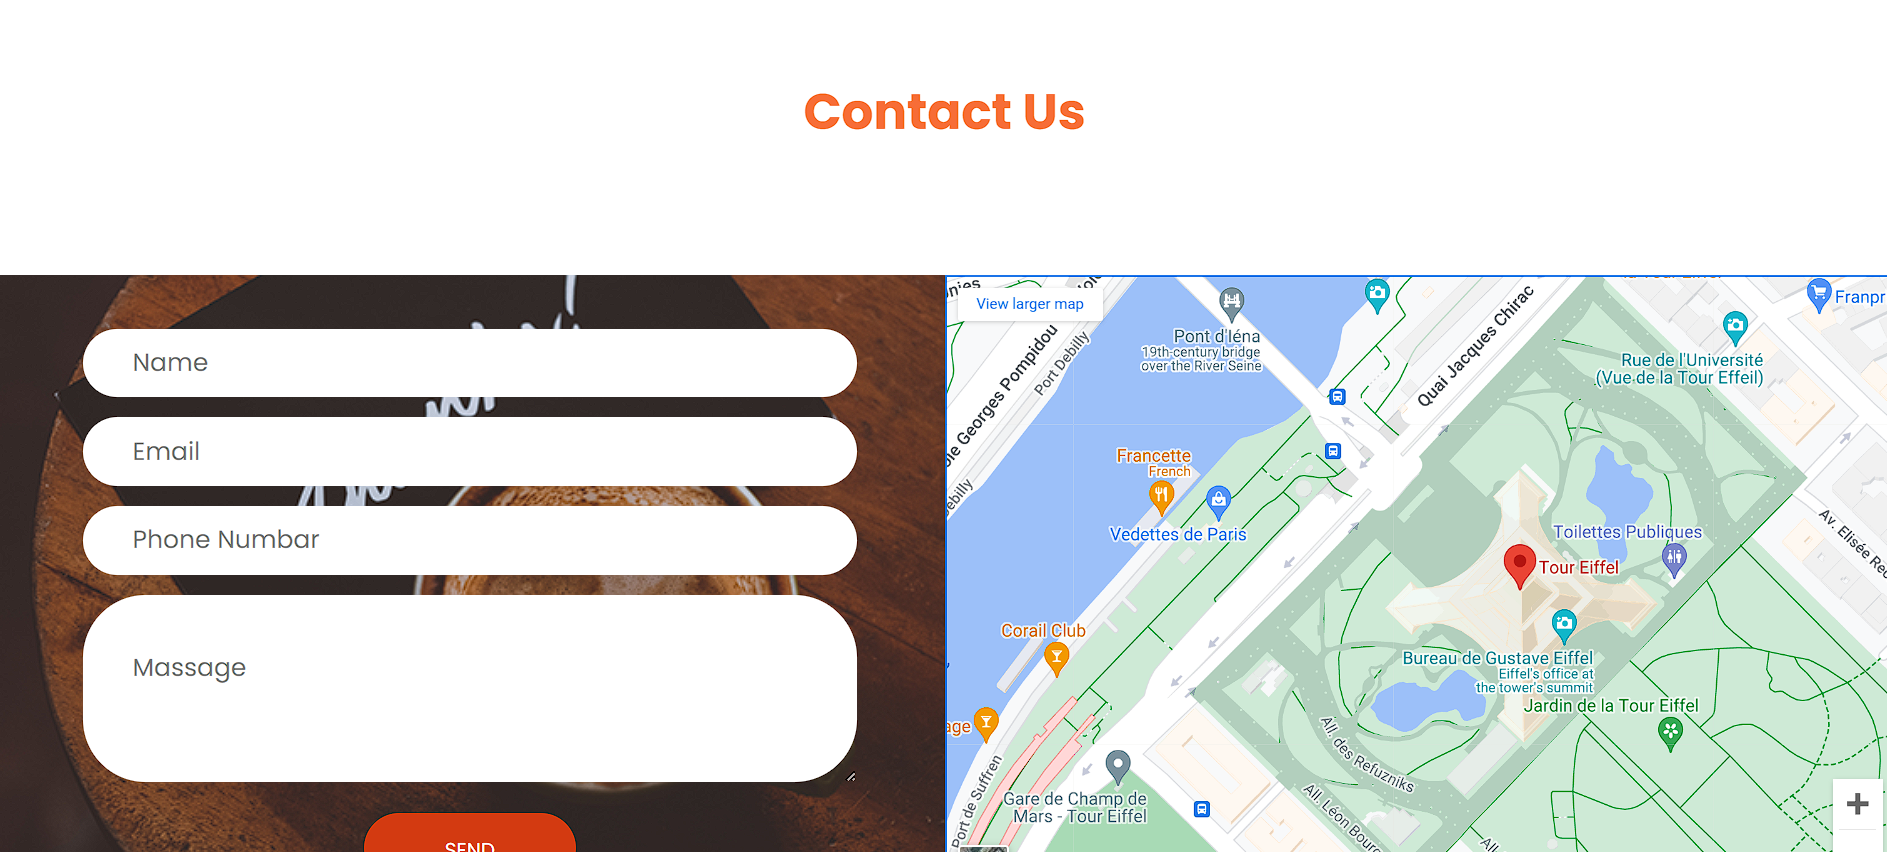 Contact Us
Name
Email
Phone Numbar
Massage
SEND
View larger map
Pont d'Iéna
19th-century bridge
over the River Seine
Port Debilly
Quai Jacques Chirac
Franpr
Rue de l'Université
(Vue de la Tour Effeil)
Francette
French
Vedettes de Paris
Toilettes Publiques
Av. Elisée Rec
Tour Eiffel
Corail Club
Bureau de Gustave Eiffel
Eiffel's office at
the tower's summit
Jardin de la Tour Eiffel
All. des Refuzniks
Port de Suffren
Gare de Champ de
Mars - Tour Eiffel
All. Léon Bour
All.